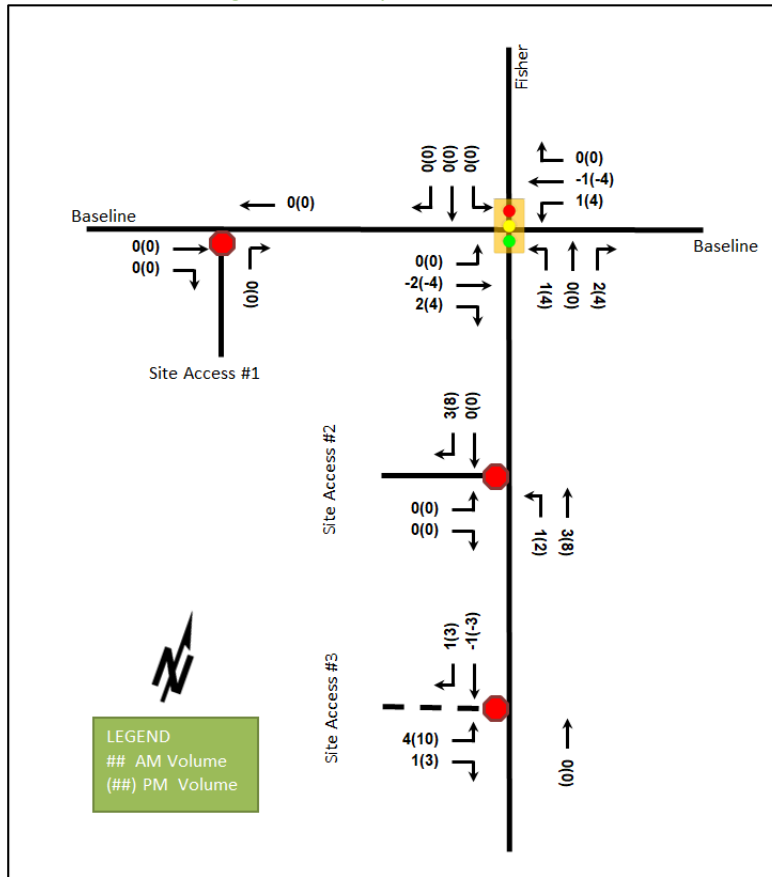 Fisher
0(0)
0(0)
0(0)
0(0)
-1(-4)
1(4)
0(0)
Baseline
Baseline
0(0)
0(0)
0(0)
0(0)
-2(-4)
2(4)
1(4)
0(0)
2(4)
Site Access #1
3(8)
0(0)
Site Access #2
0(0)
0(0)
1(2)
3(8)
1(3)
-1(-3)
Site Access #3
4(10)
1(3)
0(0)
N
LEGEND
## AM Volume
(##) PM Volume